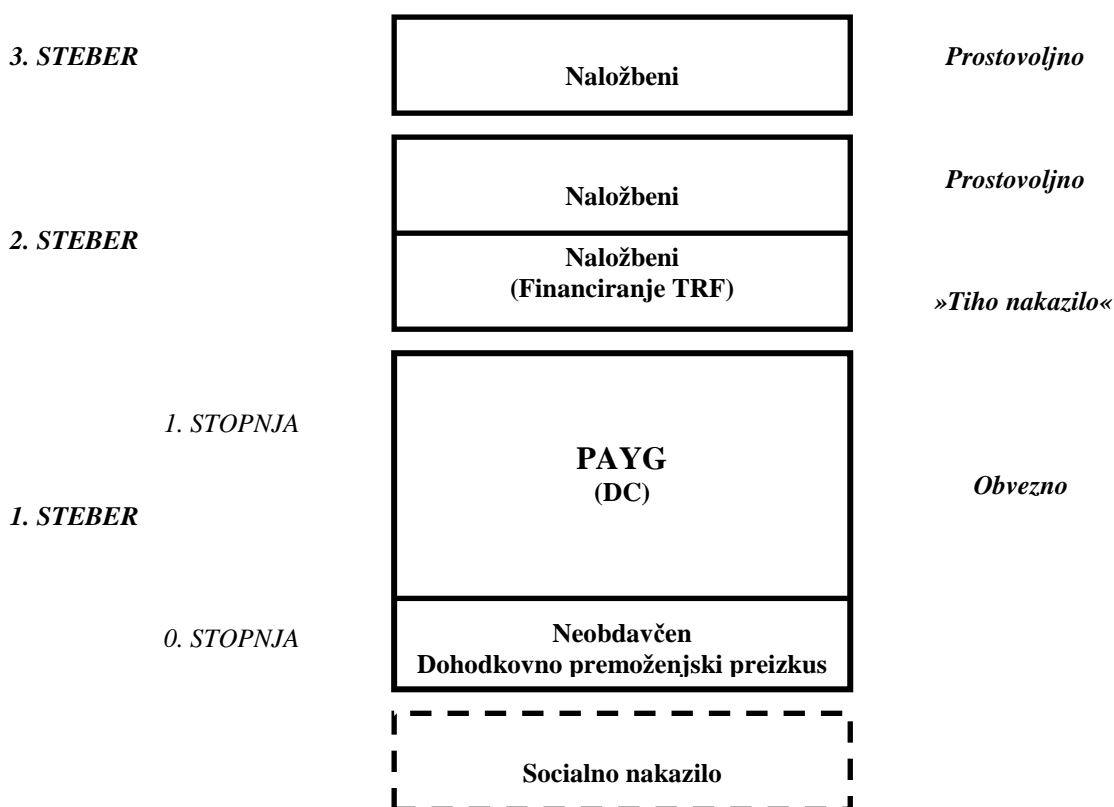 3. STEBER
Naložbeni
Prostovoljno
Naložbeni
Prostovoljno
2. STEBER
Naložbeni
(Financiranje TRF)
»Tiho nakazilo«
1. STOPNJA
PAYG
(DC)
Obvezno
1. STEBER
0. STOPNJA
Neobdavčen
Dohodkovno premoženjski preizkus
Socialno nakazilo